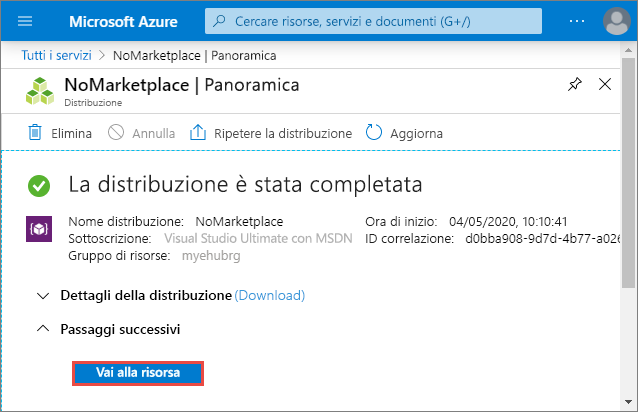 Microsoft Azure
Cercare risorse, servizi e documenti (G+/)
Tutti i servizi > NoMarketplace | Panoramica
NoMarketplace | Panoramica
Distribuzione
Elimina Annulla Ripetere la distribuzione Aggiorna
La distribuzione è stata completata
Nome distribuzione: NoMarketplace Ora di inizio: 04/05/2020, 10:10:41
Sottoscrizione: Visual Studio Ultimate con MSDN ID correlazione: d0bba908-9d7d-4b77-a026
Gruppo di risorse: myehubrg
Dettagli della distribuzione (Download)
Passaggi successivi
Vai alla risorsa